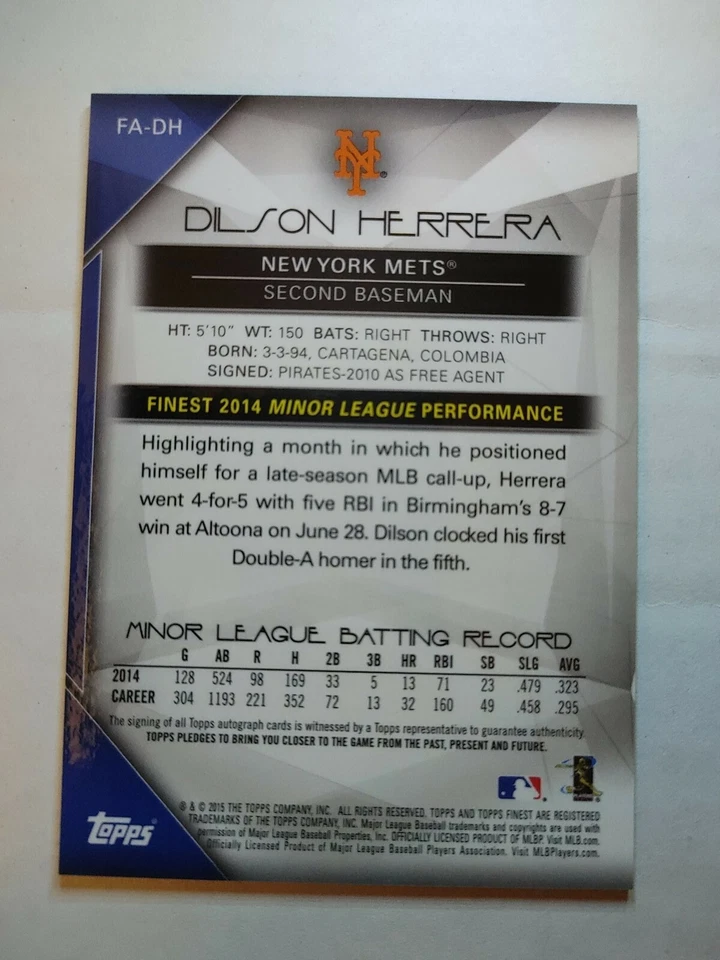 FA-DH
NY
DILSON HERRERA
NEW YORK METS®
SECOND BASEMAN
HT: 5'10" WT: 150 BATS: RIGHT THROWS: RIGHT
BORN: 3-3-94, CARTAGENA, COLOMBIA
SIGNED: PIRATES-2010 AS FREE AGENT
FINEST 2014 MINOR LEAGUE PERFORMANCE
Highlighting a month in which he positioned
himself for a late-season MLB call-up, Herrera
went 4-for-5 with five RBI in Birmingham's 8-7
win at Altoona on June 28. Dilson clocked his first
Double-A homer in the fifth.
MINOR LEAGUE BATTING RECORD
G AB R H 2B 3B HR RBI SB SLG AVG
2014 128 524 98 169 33 5 13 71 23 .479 .323
CAREER 304 1193 221 352 72 13 32 160 49 .458 .295
The signing of all Topps autograph cards is witnessed by a Topps representative to guarantee authenticity.
TOPPS PLEDGES TO BRING YOU CLOSER TO THE GAME FROM THE PAST, PRESENT AND FUTURE.
® & © 2015 THE TOPPS COMPANY, INC. ALL RIGHTS RESERVED. TOPPS AND TOPPS FINEST ARE REGISTERED
TRADEMARKS OF THE TOPPS COMPANY, INC. Major League Baseball trademarks and copyrights are used with
permission of Major League Baseball Properties, Inc. OFFICIALLY LICENSED PRODUCT OF MLBP. Visit MLB.com.
Officially Licensed Product of Major League Baseball Players Association. Visit MLBPlayers.com.
Topps®